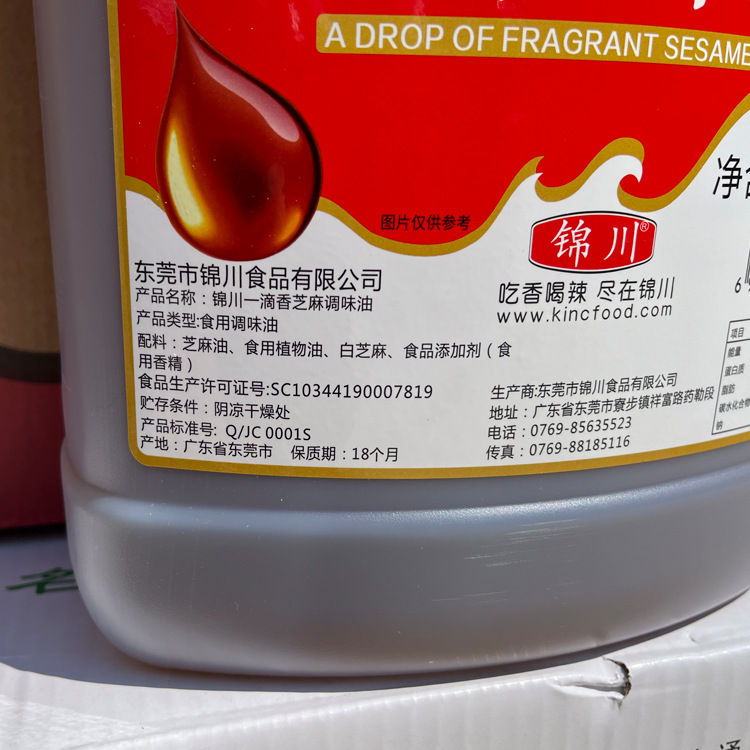 A DROP OF FRAGRANT SESAME
图片仅供参考
净含
锦川®
吃香喝辣 尽在锦川
www.kincfood.com
东莞市锦川食品有限公司
产品名称：锦川一滴香芝麻调味油
产品类型:食用调味油
配料：芝麻油、食用植物油、白芝麻、食品添加剂（食
用香精）
食品生产许可证号:SC10344190007819
贮存条件：阴凉干燥处
产品标准号: Q/JC 0001S
产地:广东省东莞市 保质期:18个月
生产商:东莞市锦川食品有限公司
地址：广东省东莞市寮步镇祥富路药勒段
电话：0769-85635523
传真：0769-88185116
6
项目
能量
蛋白质
脂肪
碳水化合物
钠